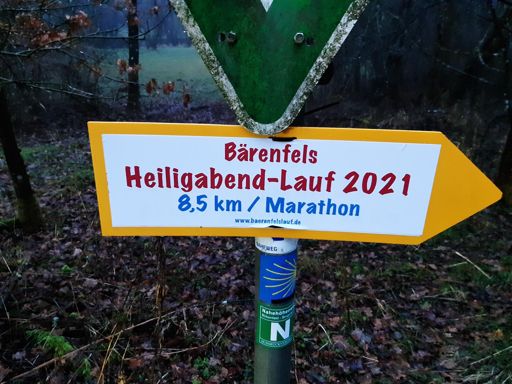 Bärenfels
Heiligabend-Lauf 2021
8,5 km / Marathon
www.baerenfelslauf.de
N